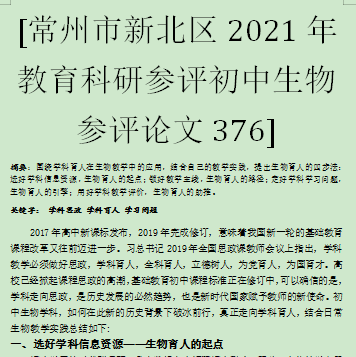 [常州市新北区 2021 年
教育科研参评初中生物
参评论文 376]
摘要：围绕学科育人在生物教学中的应用，结合自己的教学实践，提出生物育人的四步法：
选好学科信息资源，生物育人的起点；锁好教学主线，生物育人的路径；定好学科学习问题，
生物育人的引擎；用好学科教学评价，生物育人的助推。
关键字： 学科思政 学科育人 学习问题
2017 年高中新课标发布，2019 年完成修订，意味着我国新一轮的基础教育
课程改革又往前迈进一步。习总书记 2019 年全国思政课教师会议上指出，学科
教学必须做好思政，学科育人，全科育人，立德树人，为党育人，为国育才。高
校已经抓起课程思政的高潮，基础教育初中课程标准正在修订中，可以确信的是，
学科走向思政，是历史发展的必然趋势，也是新时代国家赋予教师的新使命。初
中生物学科，如何在此新的历史背景下破冰前行，真正走向学科育人，结合日常
生物教学实践总结如下：
一、选好学科信息资源——生物育人的起点